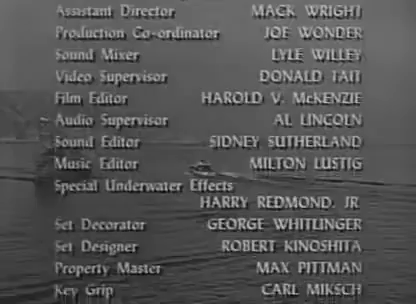 Assistant Director MACK WRIGHT
Production Co-ordinator JOE WONDER
Sound Mixer LYLE WILLEY
Video Supervisor DONALD TAIT
Film Editor HAROLD V. McKENZIE
Audio Supervisor AL LINCOLN
Sound Editor SIDNEY SUTHERLAND
Music Editor MILTON LUSTIG
Special Underwater Effects
HARRY REDMOND, JR.
Set Decorator GEORGE WHITLINGER
Set Designer ROBERT KINOSHITA
Property Master MAX PITTMAN
Key Grip CARL MIKSCH